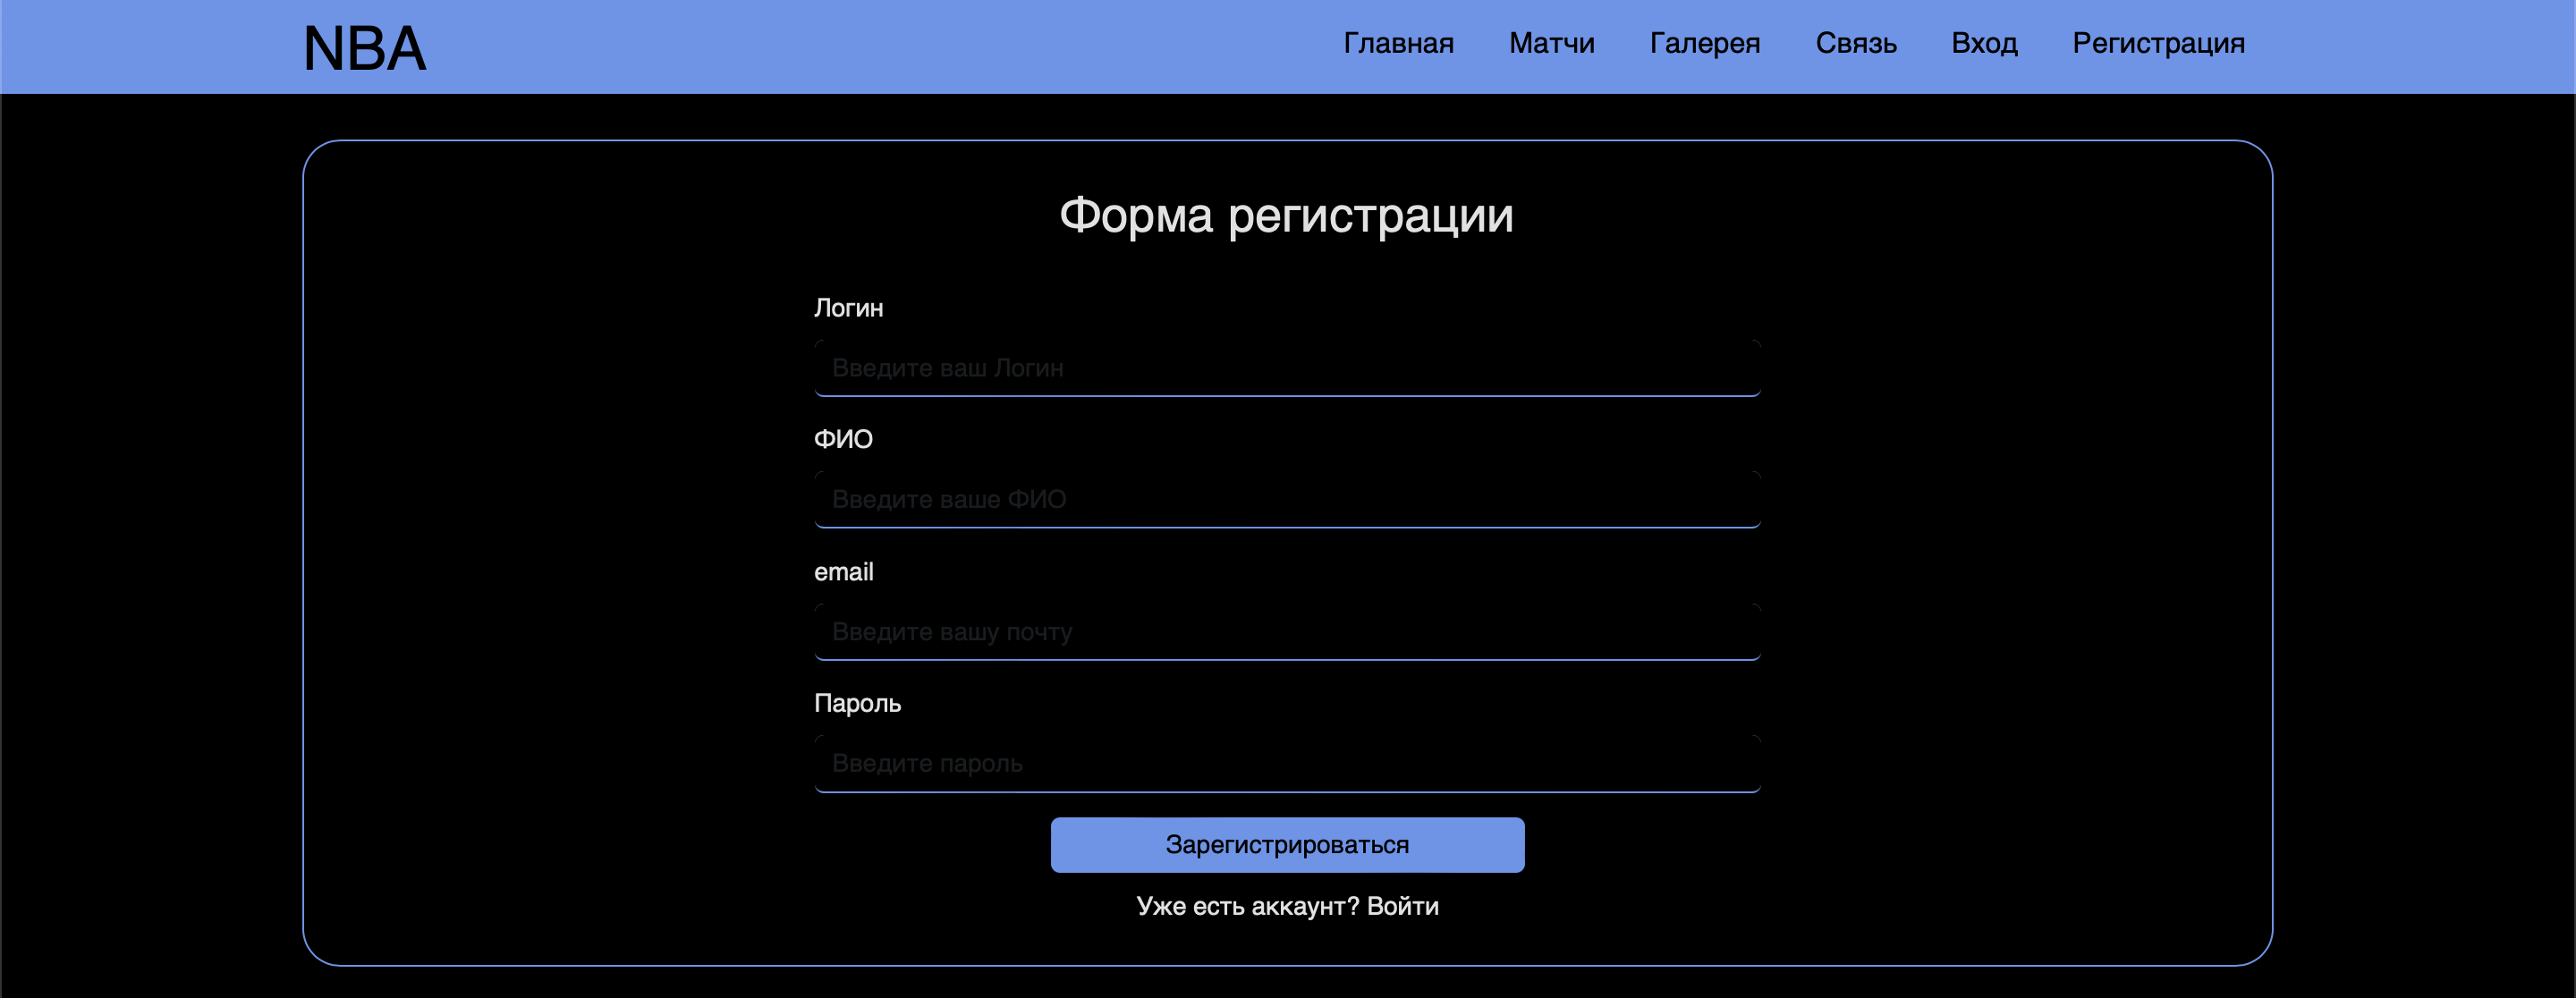 NBA
Главная Матчи Галерея Связь Вход Регистрация
Форма регистрации
Логин
Введите ваш Логин
ФИО
Введите ваше ФИО
email
Введите вашу почту
Пароль
Введите пароль
Зарегистрироваться
Уже есть аккаунт? Войти